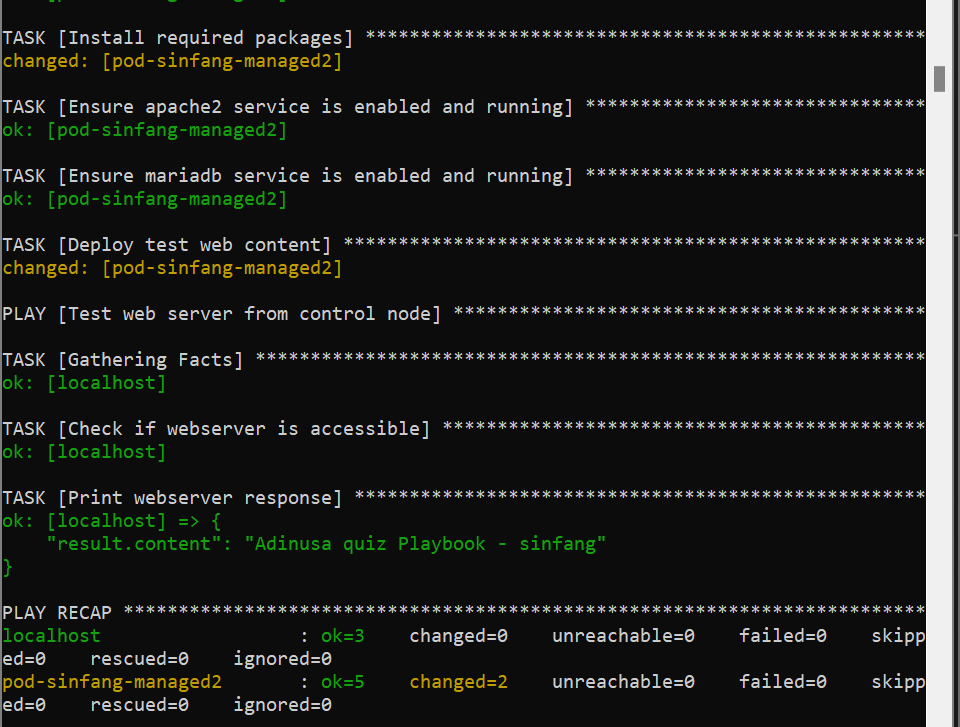 TASK [Install required packages] ***************************************************
changed: [pod-sinfang-managed2]
TASK [Ensure apache2 service is enabled and running] *******************************
ok: [pod-sinfang-managed2]
TASK [Ensure mariadb service is enabled and running] *******************************
ok: [pod-sinfang-managed2]
TASK [Deploy test web content] *****************************************************
changed: [pod-sinfang-managed2]
PLAY [Test web server from control node] *******************************************
TASK [Gathering Facts] *************************************************************
ok: [localhost]
TASK [Check if webserver is accessible] ********************************************
ok: [localhost]
TASK [Print webserver response] ****************************************************
ok: [localhost] => {
    "result.content": "Adinusa quiz Playbook - sinfang"
}
PLAY RECAP *************************************************************************
localhost                  : ok=3    changed=0    unreachable=0    failed=0    skipp
ed=0    rescued=0    ignored=0
pod-sinfang-managed2       : ok=5    changed=2    unreachable=0    failed=0    skipp
ed=0    rescued=0    ignored=0